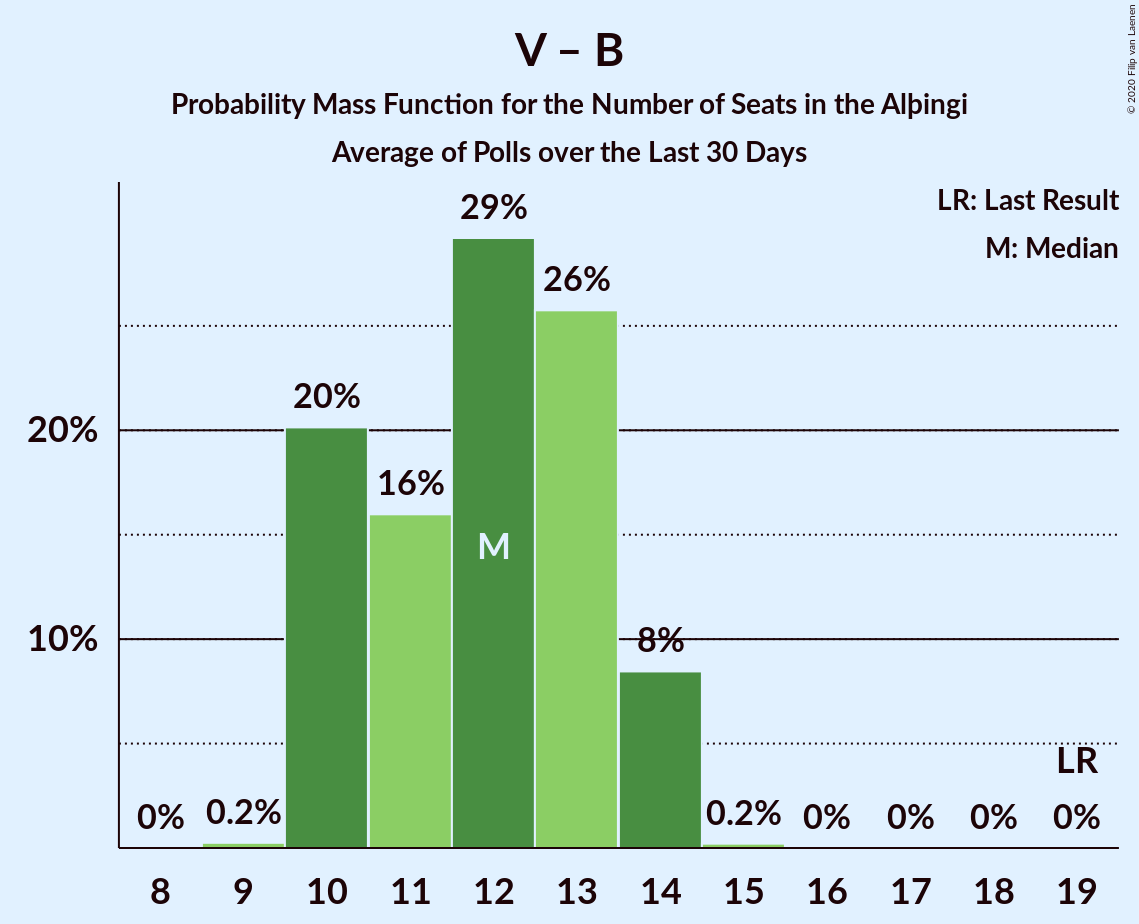 V – B
Probability Mass Function for the Number of Seats in the Alþingi
Average of Polls over the Last 30 Days
© 2020 Filip van Laenen
LR: Last Result
M: Median
29%
26%
20%
16%
8%
0%
0.2%
0.2%
0%
0%
0%
0%
M
LR
20%
10%
8 9 10 11 12 13 14 15 16 17 18 19